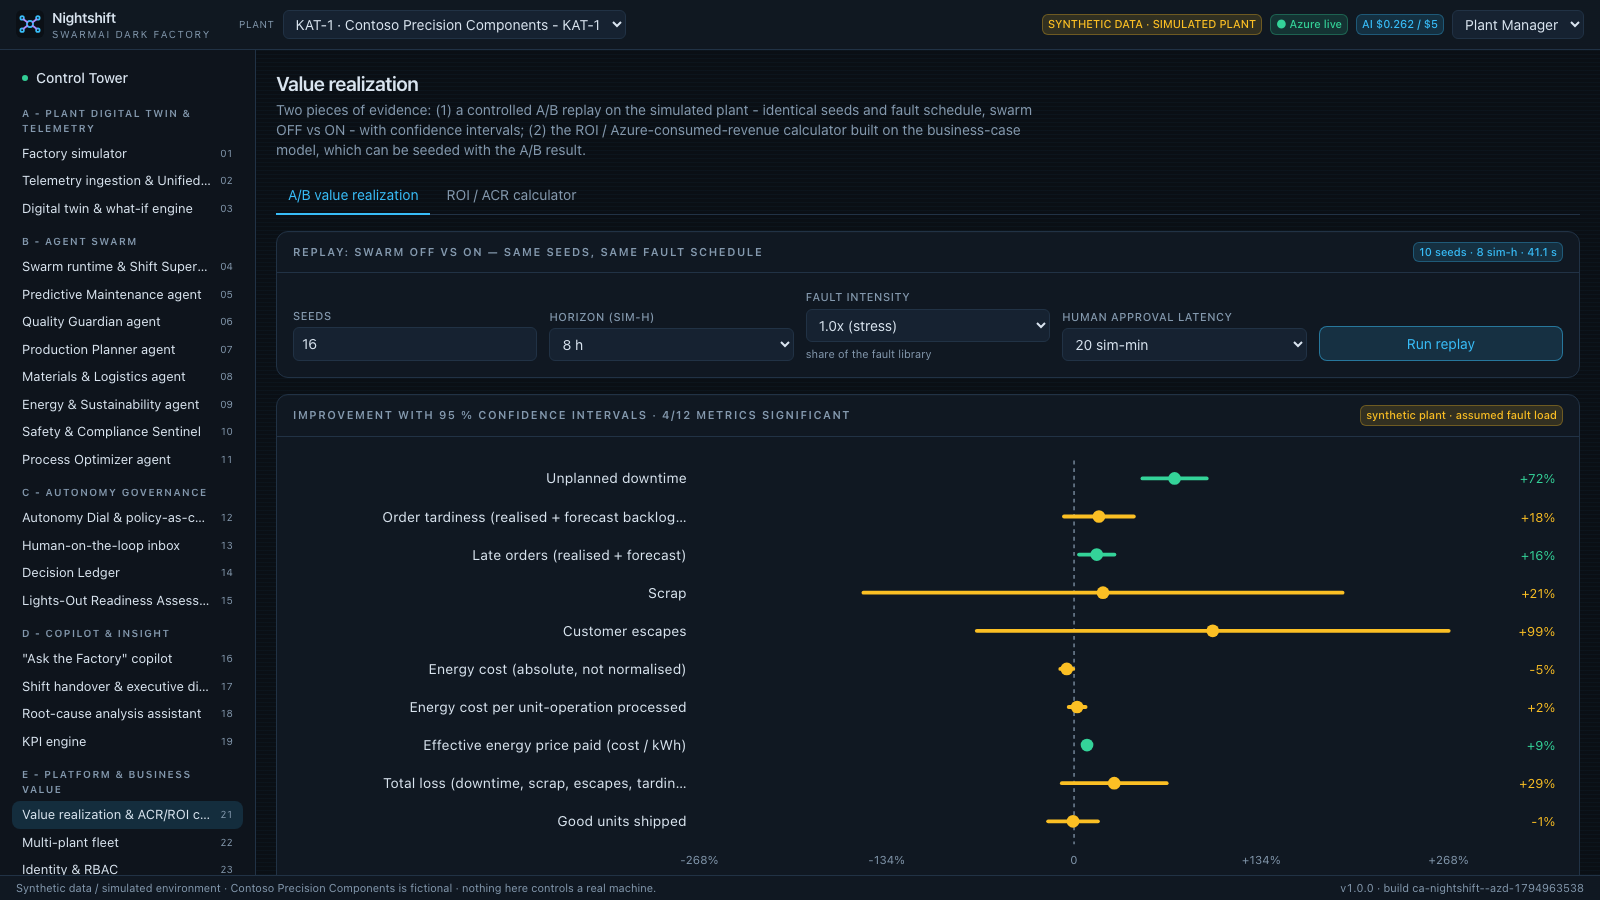 Nightshift
SWARMAI DARK FACTORY
PLANT
KAT-1 · Contoso Precision Components - KAT-1
SYNTHETIC DATA · SIMULATED PLANT
Azure live
AI $0.262 / $5
Plant Manager
Control Tower
A - PLANT DIGITAL TWIN &
TELEMETRY
Factory simulator 01
Telemetry ingestion & Unified... 02
Digital twin & what-if engine 03
B - AGENT SWARM
Swarm runtime & Shift Super... 04
Predictive Maintenance agent 05
Quality Guardian agent 06
Production Planner agent 07
Materials & Logistics agent 08
Energy & Sustainability agent 09
Safety & Compliance Sentinel 10
Process Optimizer agent 11
C - AUTONOMY GOVERNANCE
Autonomy Dial & policy-as-c... 12
Human-on-the-loop inbox 13
Decision Ledger 14
Lights-Out Readiness Assess... 15
D - COPILOT & INSIGHT
"Ask the Factory" copilot 16
Shift handover & executive di... 17
Root-cause analysis assistant 18
KPI engine 19
E - PLATFORM & BUSINESS
VALUE
Value realization & ACR/ROI c... 21
Multi-plant fleet 22
Identity & RBAC 23
Value realization
Two pieces of evidence: (1) a controlled A/B replay on the simulated plant - identical seeds and fault schedule, swarm
OFF vs ON - with confidence intervals; (2) the ROI / Azure-consumed-revenue calculator built on the business-case
model, which can be seeded with the A/B result.
A/B value realization
ROI / ACR calculator
REPLAY: SWARM OFF VS ON — SAME SEEDS, SAME FAULT SCHEDULE
10 seeds · 8 sim-h · 41.1 s
SEEDS
16
HORIZON (SIM-H)
8 h
FAULT INTENSITY
1.0x (stress)
share of the fault library
HUMAN APPROVAL LATENCY
20 sim-min
Run replay
IMPROVEMENT WITH 95 % CONFIDENCE INTERVALS · 4/12 METRICS SIGNIFICANT
synthetic plant · assumed fault load
Unplanned downtime +72%
Order tardiness (realised + forecast backlog... +18%
Late orders (realised + forecast) +16%
Scrap +21%
Customer escapes +99%
Energy cost (absolute, not normalised) -5%
Energy cost per unit-operation processed +2%
Effective energy price paid (cost / kWh) +9%
Total loss (downtime, scrap, escapes, tardin... +29%
Good units shipped -1%
-268% -134% 0 +134% +268%
Synthetic data / simulated environment · Contoso Precision Components is fictional · nothing here controls a real machine.
v1.0.0 · build ca-nightshift--azd-1794963538